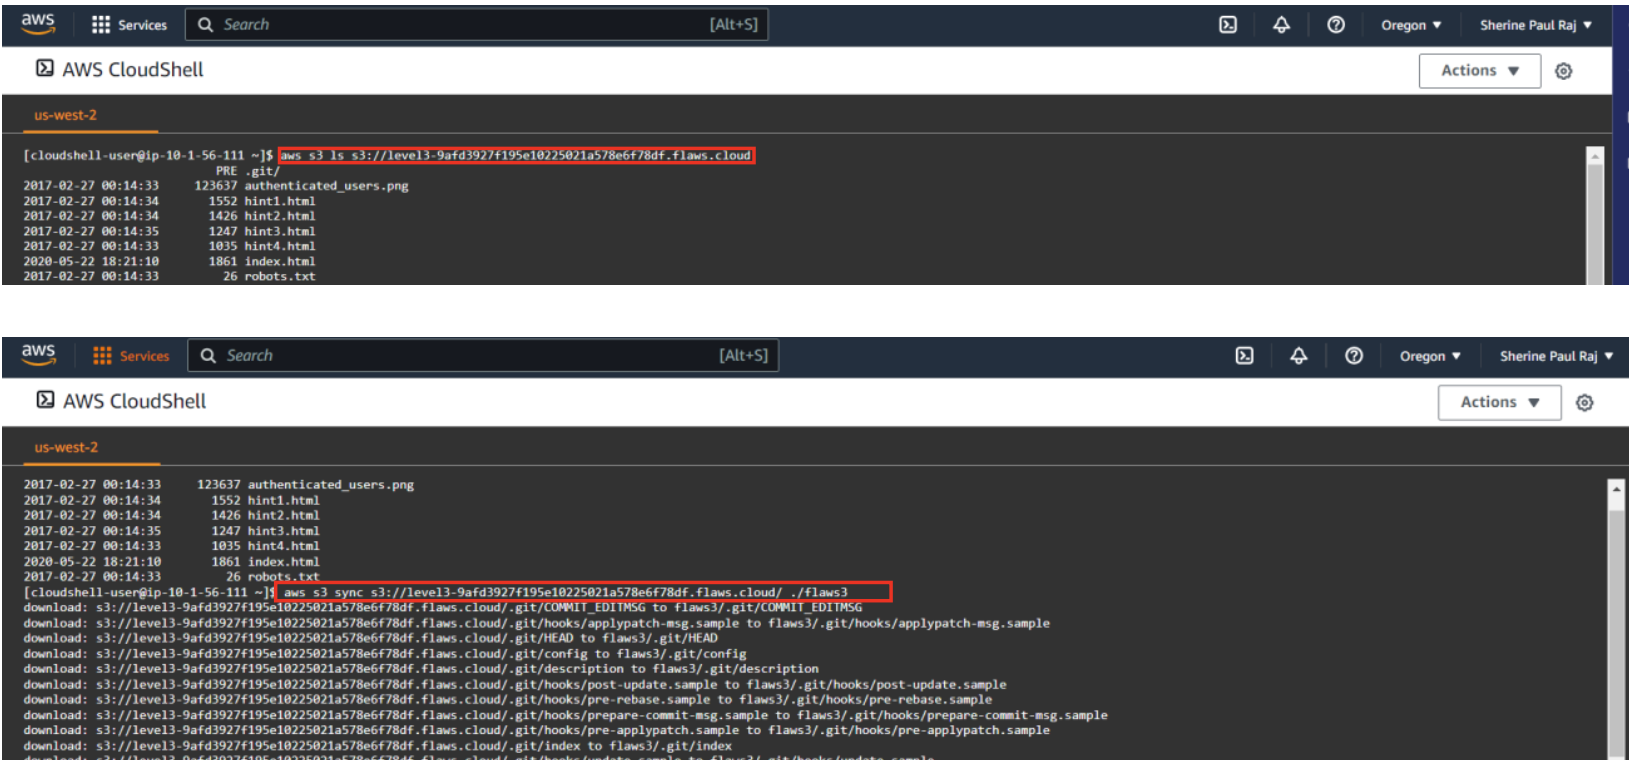 aws Services Search [Alt+S] Oregon ▼ Sherine Paul Raj ▼
AWS CloudShell Actions ▼
us-west-2
[cloudshell-user@ip-10-1-56-111 ~]$ aws s3 ls s3://level3-9afd3927f195e10225021a578e6f78df.flaws.cloud
PRE .git/
2017-02-27 00:14:33 123637 authenticated_users.png
2017-02-27 00:14:34 1552 hint1.html
2017-02-27 00:14:34 1426 hint2.html
2017-02-27 00:14:35 1247 hint3.html
2017-02-27 00:14:33 1035 hint4.html
2020-05-22 18:21:10 1861 index.html
2017-02-27 00:14:33 26 robots.txt
aws Services Search [Alt+S] Oregon ▼ Sherine Paul Raj ▼
AWS CloudShell Actions ▼
us-west-2
2017-02-27 00:14:33 123637 authenticated_users.png
2017-02-27 00:14:34 1552 hint1.html
2017-02-27 00:14:34 1426 hint2.html
2017-02-27 00:14:35 1247 hint3.html
2017-02-27 00:14:33 1035 hint4.html
2020-05-22 18:21:10 1861 index.html
2017-02-27 00:14:33 26 robots.txt
[cloudshell-user@ip-10-1-56-111 ~]$ aws s3 sync s3://level3-9afd3927f195e10225021a578e6f78df.flaws.cloud/ ./flaws3
download: s3://level3-9afd3927f195e10225021a578e6f78df.flaws.cloud/.git/COMMIT_EDITMSG to flaws3/.git/COMMIT_EDITMSG
download: s3://level3-9afd3927f195e10225021a578e6f78df.flaws.cloud/.git/hooks/applypatch-msg.sample to flaws3/.git/hooks/applypatch-msg.sample
download: s3://level3-9afd3927f195e10225021a578e6f78df.flaws.cloud/.git/HEAD to flaws3/.git/HEAD
download: s3://level3-9afd3927f195e10225021a578e6f78df.flaws.cloud/.git/config to flaws3/.git/config
download: s3://level3-9afd3927f195e10225021a578e6f78df.flaws.cloud/.git/description to flaws3/.git/description
download: s3://level3-9afd3927f195e10225021a578e6f78df.flaws.cloud/.git/hooks/post-update.sample to flaws3/.git/hooks/post-update.sample
download: s3://level3-9afd3927f195e10225021a578e6f78df.flaws.cloud/.git/hooks/pre-rebase.sample to flaws3/.git/hooks/pre-rebase.sample
download: s3://level3-9afd3927f195e10225021a578e6f78df.flaws.cloud/.git/hooks/prepare-commit-msg.sample to flaws3/.git/hooks/prepare-commit-msg.sample
download: s3://level3-9afd3927f195e10225021a578e6f78df.flaws.cloud/.git/hooks/pre-applypatch.sample to flaws3/.git/hooks/pre-applypatch.sample
download: s3://level3-9afd3927f195e10225021a578e6f78df.flaws.cloud/.git/index to flaws3/.git/index
download: s3://level3-9afd3927f195e10225021a578e6f78df.flaws.cloud/.git/hooks/update.sample to flaws3/.git/hooks/update.sample